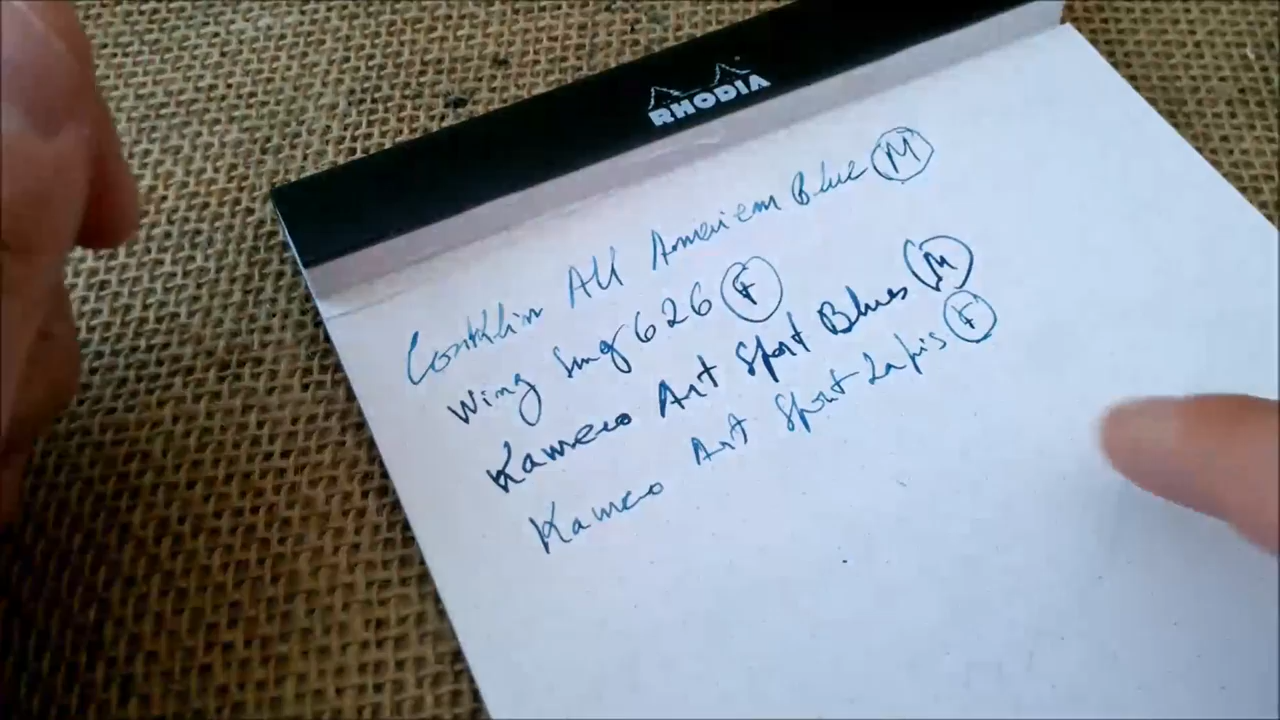 RHODIA
Conklin All American Blue M
Wing Sung 626 F
Kaweco Art Sport Blues M
Kaweco Art Sport Lapis F